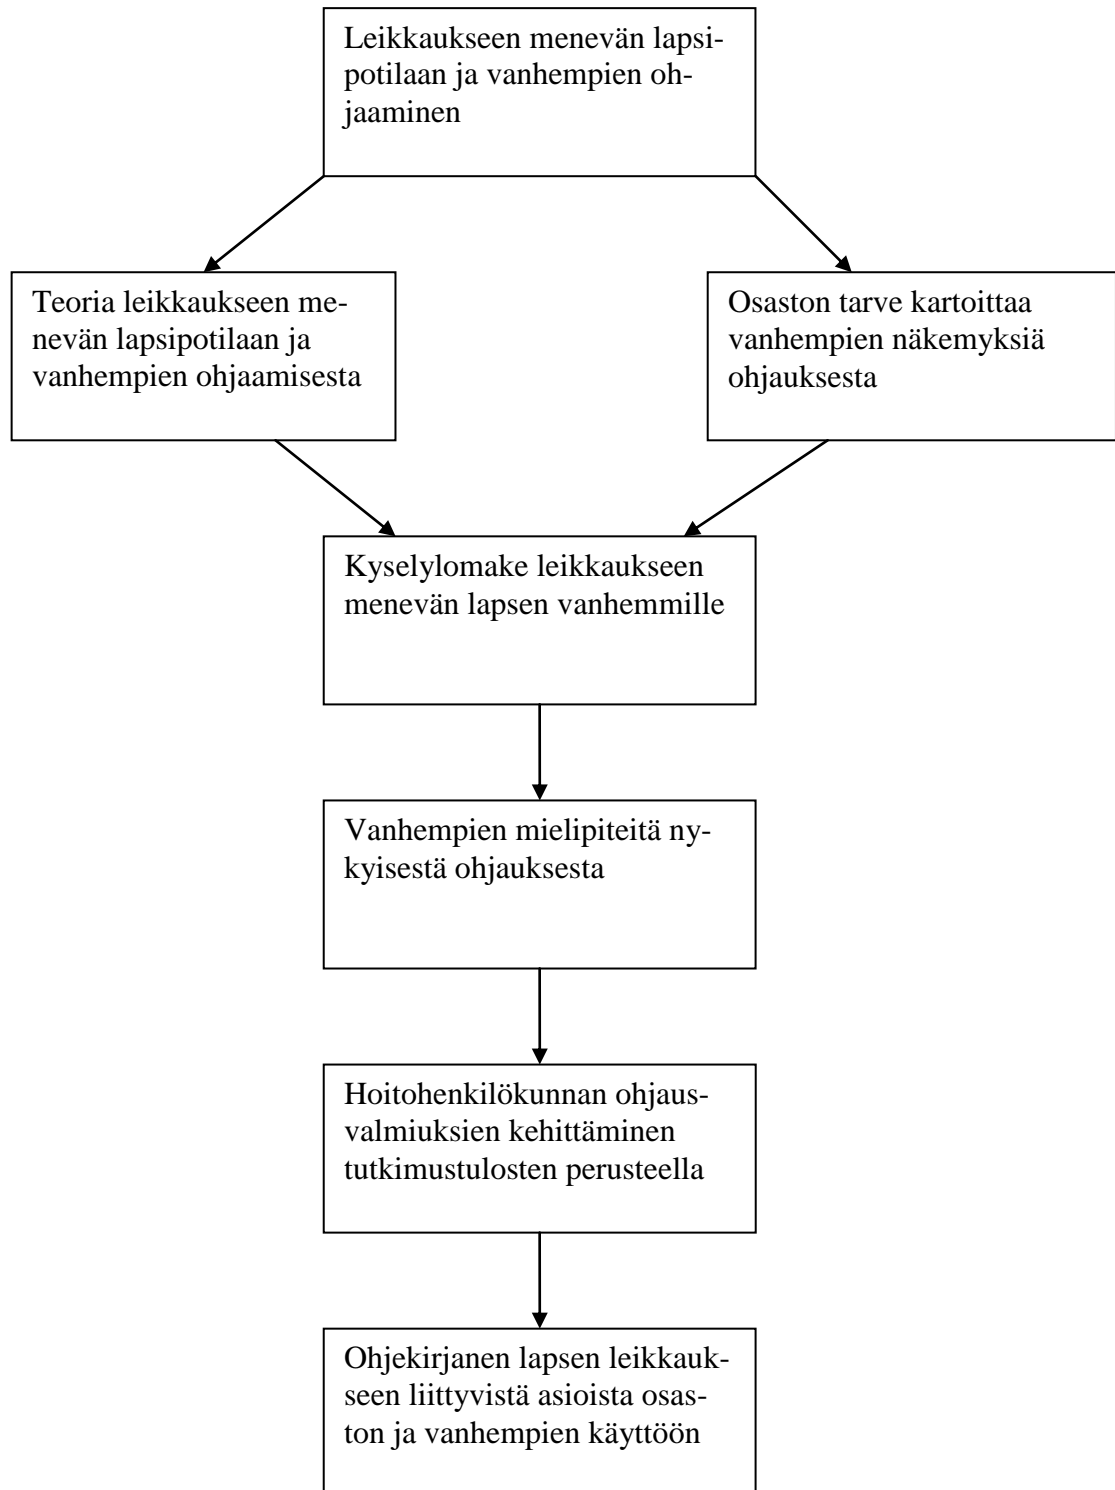 Leikkaukseen menevän lapsi-
potilaan ja vanhempien oh-
jaaminen
Teoria leikkaukseen me-
nevän lapsipotilaan ja
vanhempien ohjaamisesta
Osaston tarve kartoittaa
vanhempien näkemyksiä
ohjauksesta
Kyselylomake leikkaukseen
menevän lapsen vanhemmille
Vanhempien mielipiteitä ny-
kyisestä ohjauksesta
Hoitohenkilökunnan ohjaus-
valmiuksien kehittäminen
tutkimustulosten perusteella
Ohjekirjanen lapsen leikkauk-
seen liittyvistä asioista osas-
ton ja vanhempien käyttöön